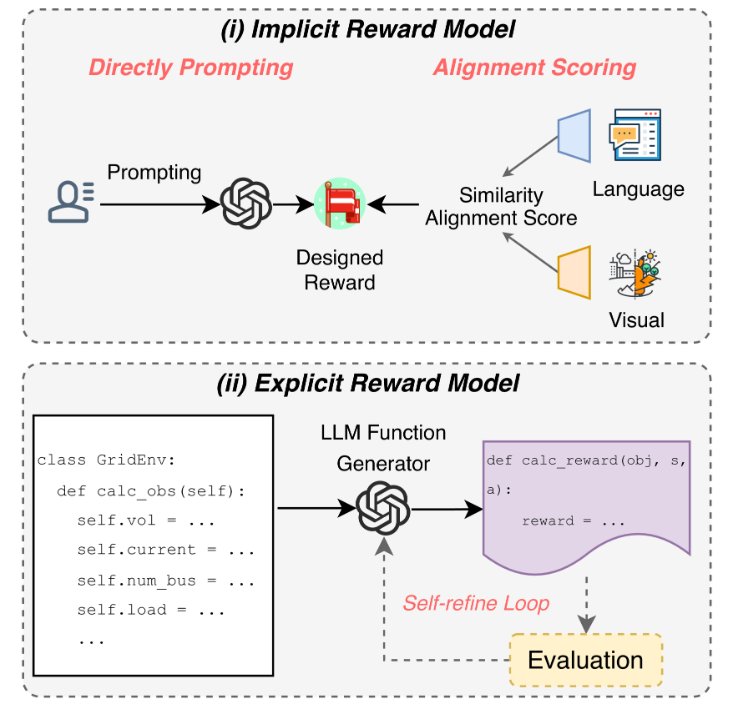 (i) Implicit Reward Model
Directly Prompting
Alignment Scoring
Prompting
Designed
Reward
Similarity
Alignment Score
Language
Visual
(ii) Explicit Reward Model
class GridEnv:
def calc_obs(self):
self.vol = ...
self.current = ...
self.num_bus = ...
self.load = ...
...
LLM Function
Generator
def calc_reward(obj, s,
a):
reward = ...
Self-refine Loop
Evaluation